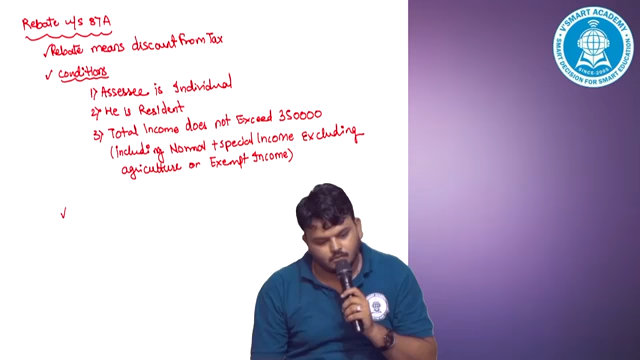 Rebate u/s 87A
✓ Rebate means discount from Tax
✓ conditions
1) Assessee is Individual
2) He is Resident
3) Total Income does not Exceed 350000
(including Normal + special Income Excluding
agriculture or Exempt Income)
✓
V'SMART ACADEMY
SINCE-2005
SMART DECISION FOR SMART EDUCATION